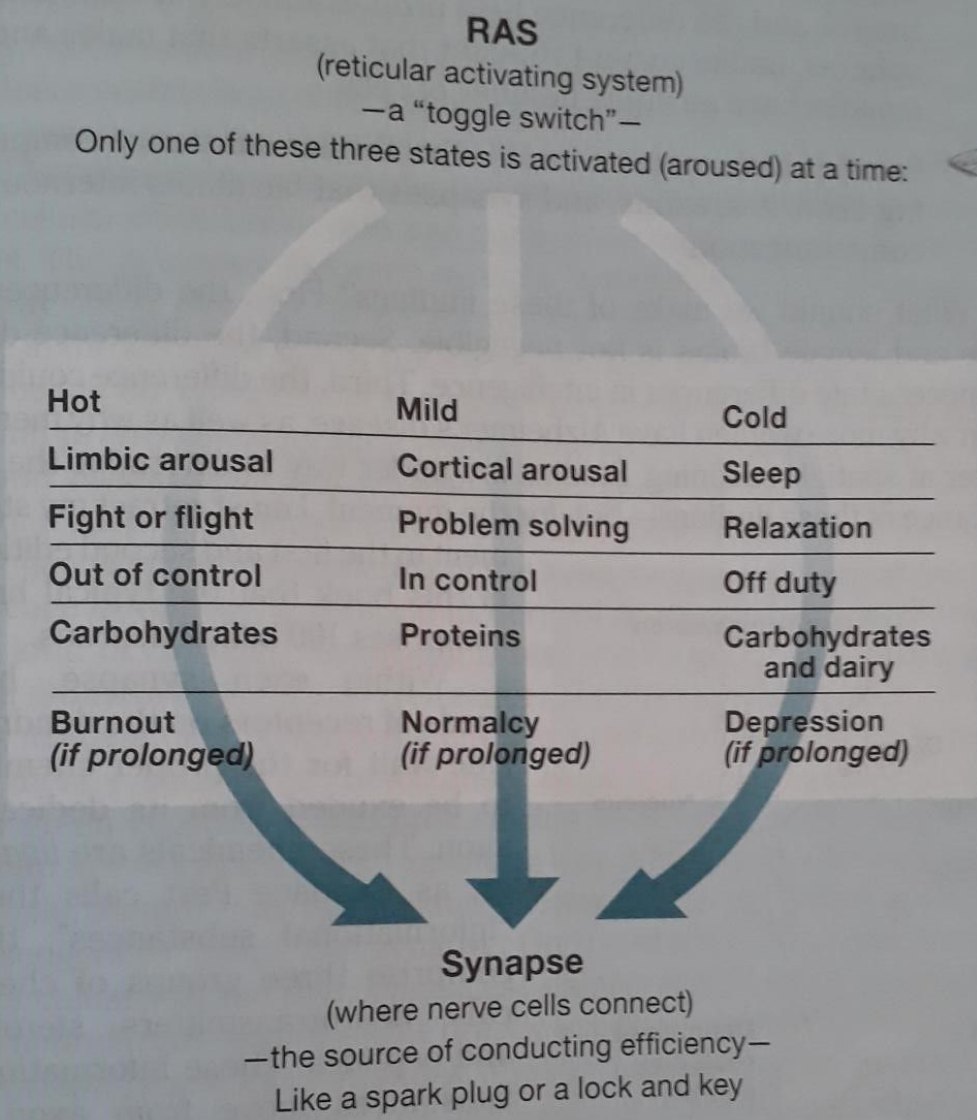 RAS
(reticular activating system)
—a “toggle switch”—
Only one of these three states is activated (aroused) at a time:
Hot Mild Cold
Limbic arousal Cortical arousal Sleep
Fight or flight Problem solving Relaxation
Out of control In control Off duty
Carbohydrates Proteins Carbohydrates
and dairy
Burnout Normalcy Depression
(if prolonged) (if prolonged) (if prolonged)
Synapse
(where nerve cells connect)
—the source of conducting efficiency—
Like a spark plug or a lock and key